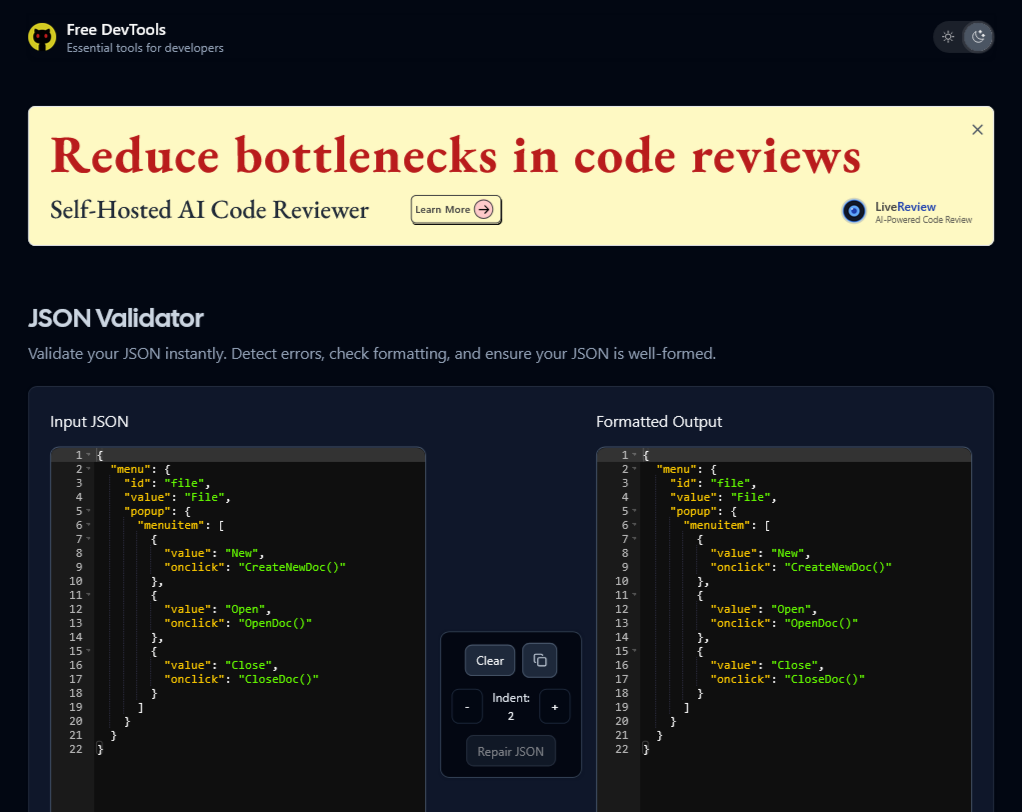 Free DevTools
Essential tools for developers
Reduce bottlenecks in code reviews
Self-Hosted AI Code Reviewer
Learn More
LiveReview
AI-Powered Code Review
JSON Validator
Validate your JSON instantly. Detect errors, check formatting, and ensure your JSON is well-formed.
Input JSON
1 {
2   "menu": {
3     "id": "file",
4     "value": "File",
5     "popup": {
6       "menuitem": [
7         {
8           "value": "New",
9           "onclick": "CreateNewDoc()"
10         },
11         {
12           "value": "Open",
13           "onclick": "OpenDoc()"
14         },
15         {
16           "value": "Close",
17           "onclick": "CloseDoc()"
18         }
19       ]
20     }
21   }
22 }
Clear
Indent:
- 2 +
Repair JSON
Formatted Output
1 {
2   "menu": {
3     "id": "file",
4     "value": "File",
5     "popup": {
6       "menuitem": [
7         {
8           "value": "New",
9           "onclick": "CreateNewDoc()"
10         },
11         {
12           "value": "Open",
13           "onclick": "OpenDoc()"
14         },
15         {
16           "value": "Close",
17           "onclick": "CloseDoc()"
18         }
19       ]
20     }
21   }
22 }